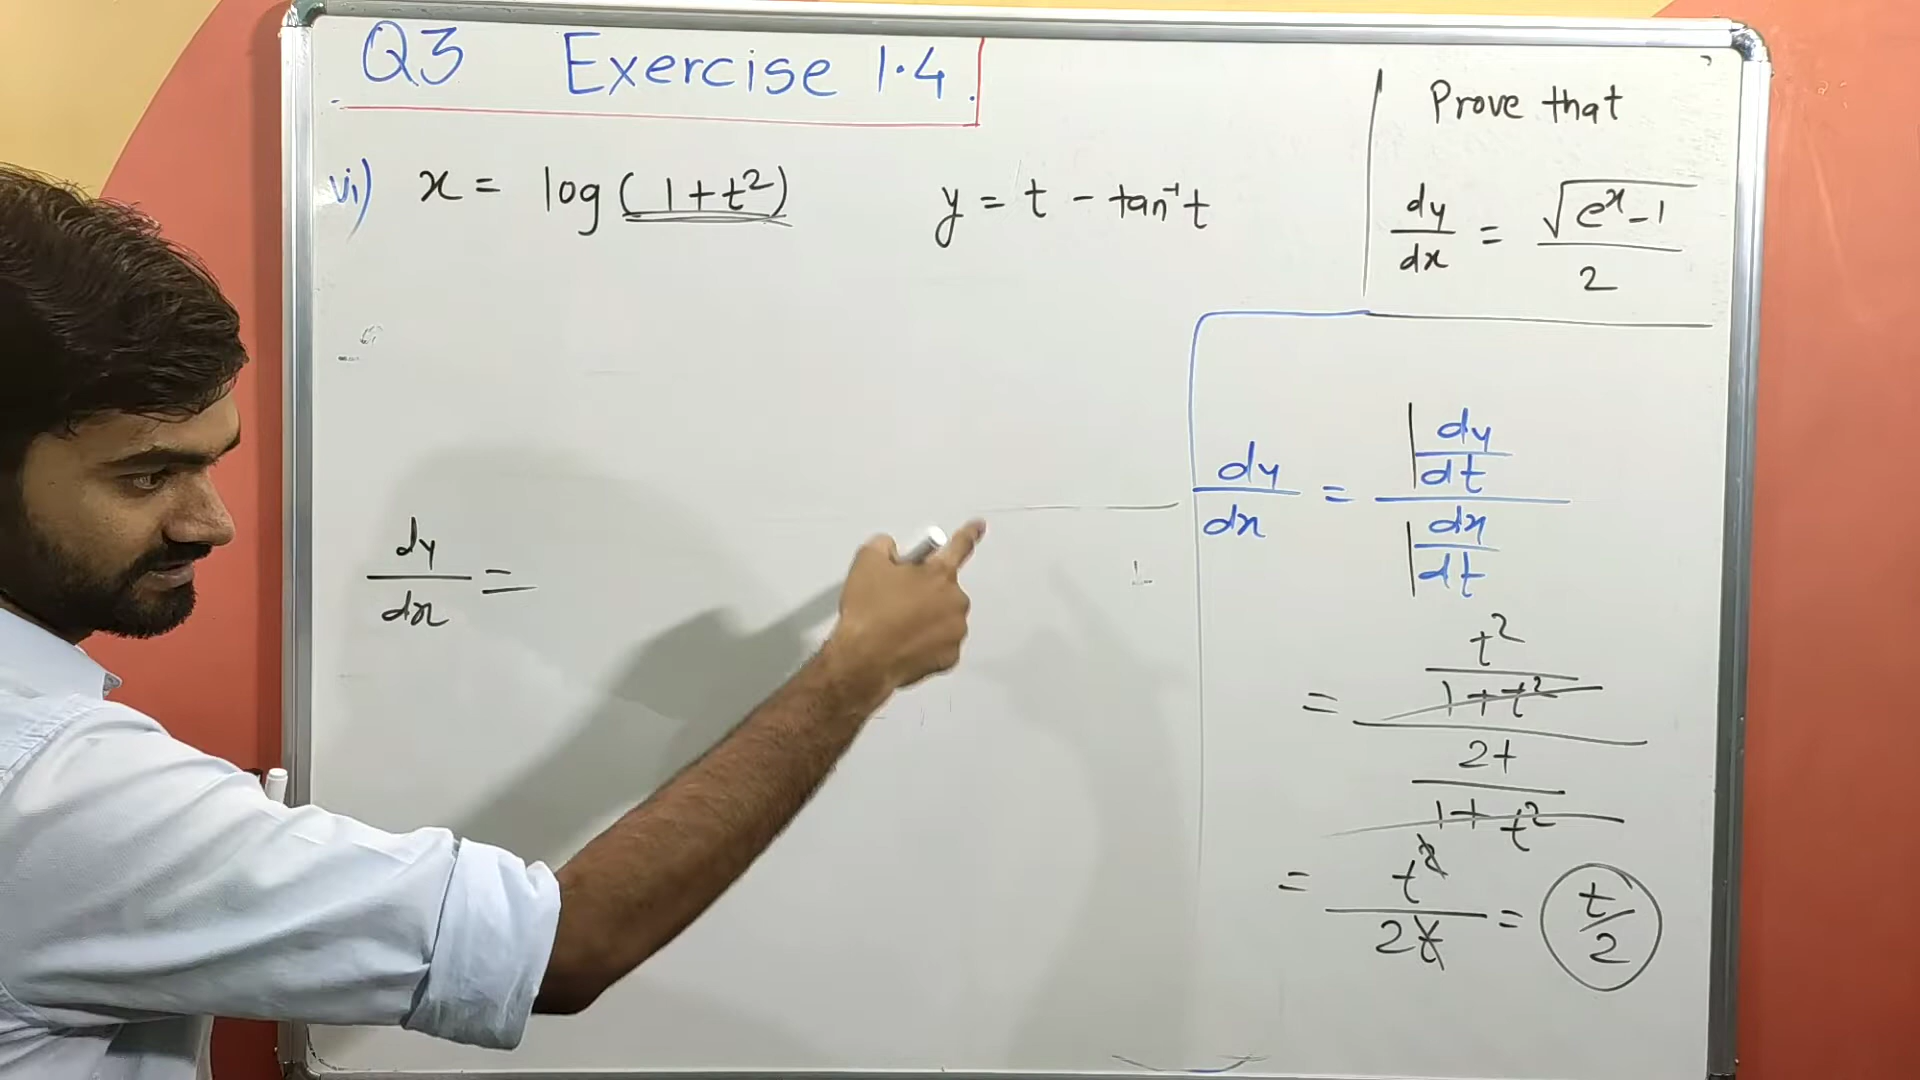 Q3 Exercise 1.4
vi) x = log (1+t²) y = t - tan⁻¹t
Prove that
dy/dx = √(eˣ-1)/2
dy/dx =
dy/dx = (dy/dt)/(dx/dt)
= (t²/(1+t²))/(2t/(1+t²))
= t²/2t = t/2